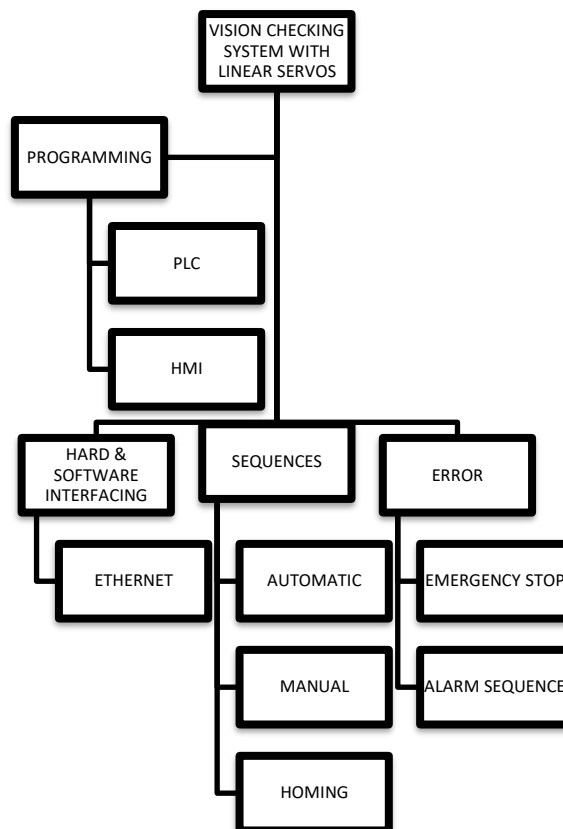 VISION CHECKING
SYSTEM WITH
LINEAR SERVOS
PROGRAMMING
PLC
HMI
HARD &
SOFTWARE
INTERFACING
SEQUENCES
ERROR
ETHERNET
AUTOMATIC
EMERGENCY STOP
MANUAL
ALARM SEQUENCE
HOMING